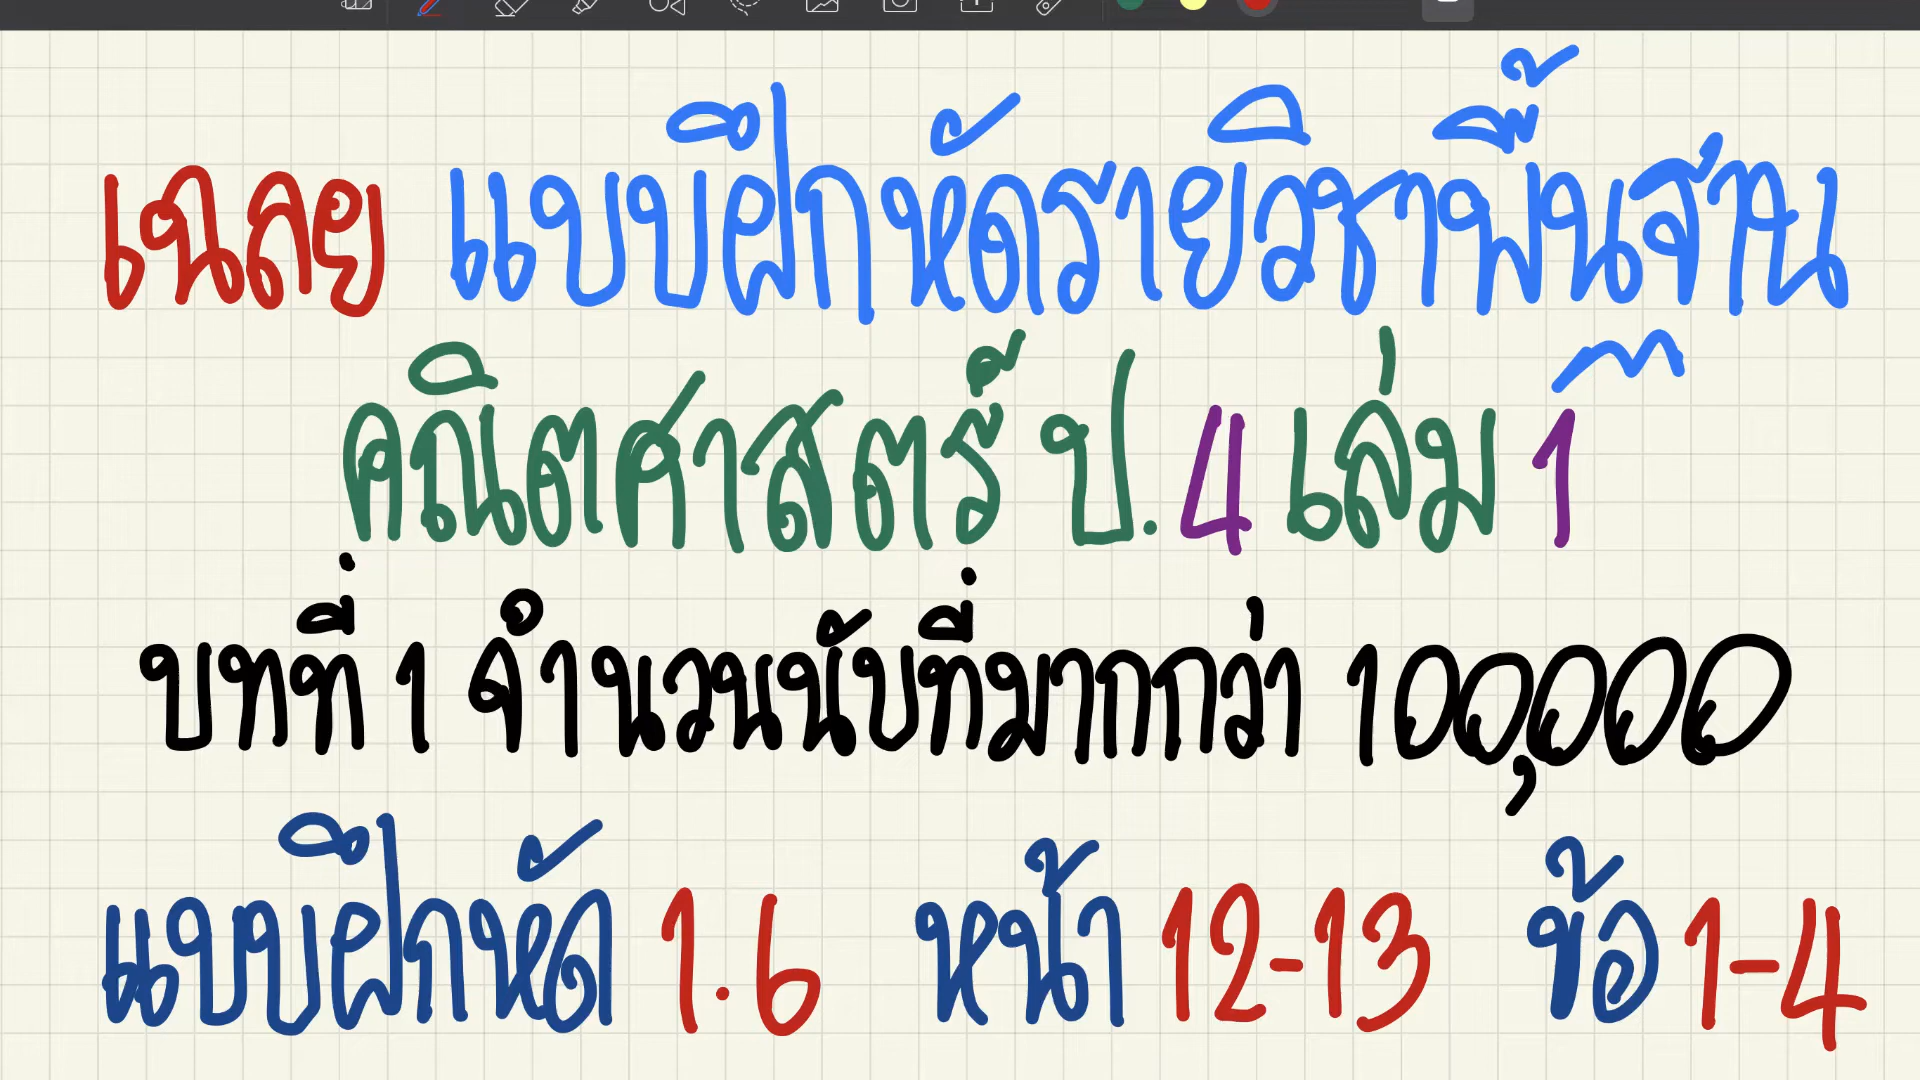 เฉลย แบบฝึกหัดรายวิชาพื้นฐาน
คณิตศาสตร์ ป.4 เล่ม 1
บทที่ 1 จำนวนนับที่มากกว่า 100,000
แบบฝึกหัด 1.6 หน้า 12-13 ข้อ 1-4